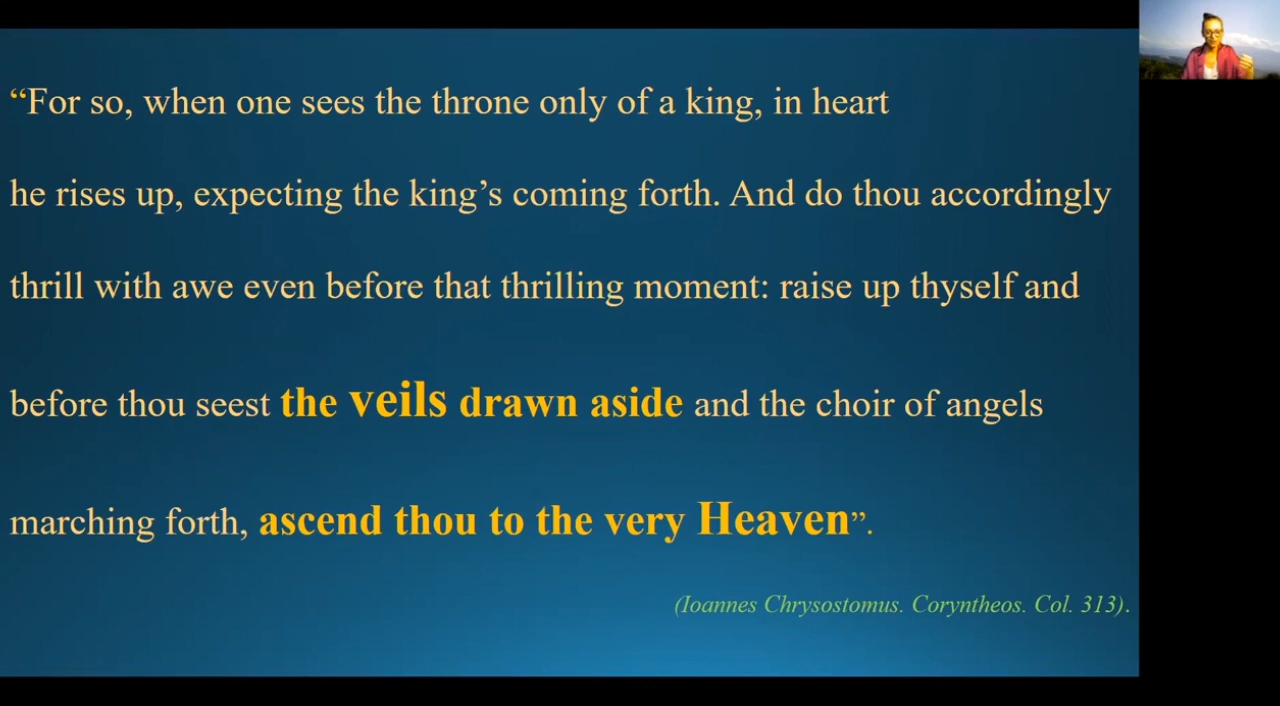 “For so, when one sees the throne only of a king, in heart
he rises up, expecting the king’s coming forth. And do thou accordingly
thrill with awe even before that thrilling moment: raise up thyself and
before thou seest the veils drawn aside and the choir of angels
marching forth, ascend thou to the very Heaven”.
(Ioannes Chrysostomus. Coryntheos. Col. 313).